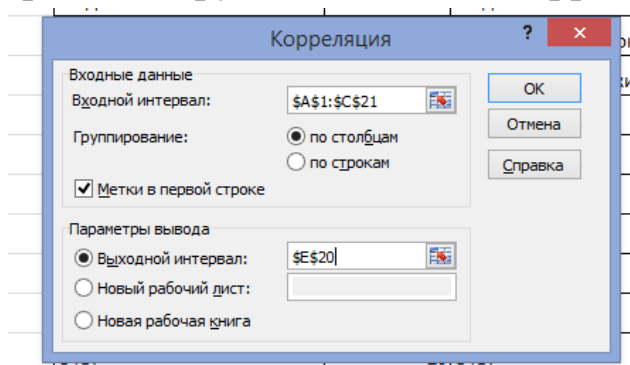 Корреляция
?
×
Входные данные
Входной интервал:
$A$1:$C$21
OK
Группирование:
по столбцам
Отмена
по строкам
Справка
Метки в первой строке
Параметры вывода
Выходной интервал:
$E$20
Новый рабочий лист:
Новая рабочая книга